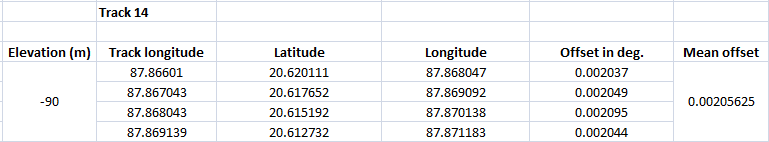 Track 14
Elevation (m) Track longitude Latitude Longitude Offset in deg. Mean offset
87.86601 20.620111 87.868047 0.002037
87.867043 20.617652 87.869092 0.002049
-90 0.00205625
87.868043 20.615192 87.870138 0.002095
87.869139 20.612732 87.871183 0.002044